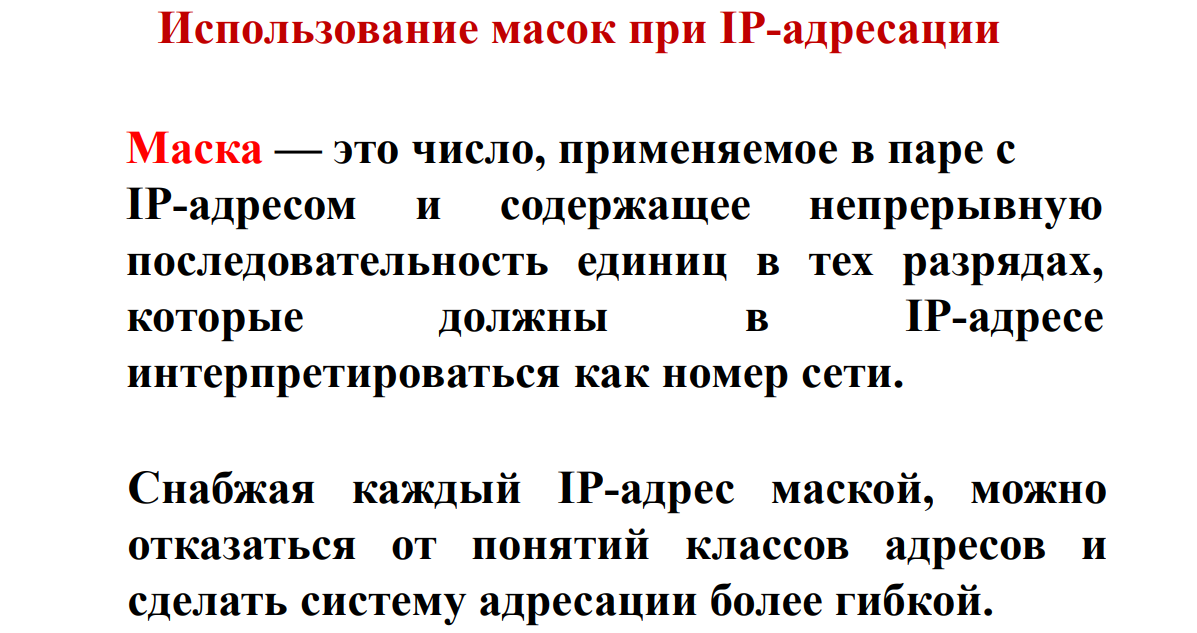 Использование масок при IP-адресации
Маска — это число, применяемое в паре с
IP-адресом и содержащее непрерывную
последовательность единиц в тех разрядах,
которые должны в IP-адресе
интерпретироваться как номер сети.
Снабжая каждый IP-адрес маской, можно
отказаться от понятий классов адресов и
сделать систему адресации более гибкой.